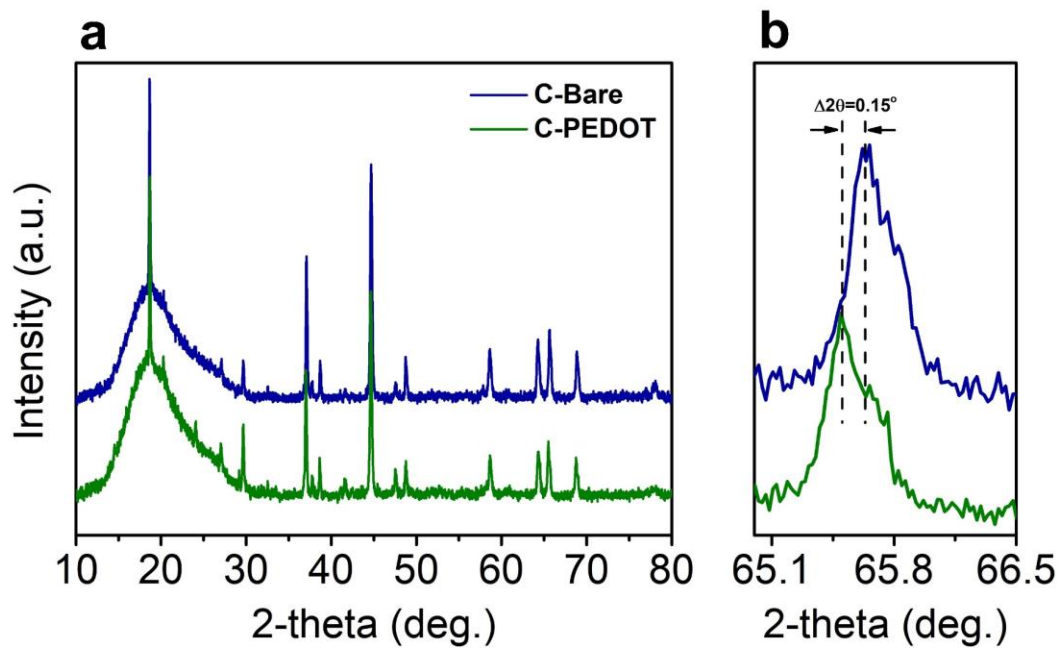 a
b
C-Bare
C-PEDOT
Δ2θ=0.15°
Intensity (a.u.)
10 20 30 40 50 60 70 80
65.1 65.8 66.5
2-theta (deg.)
2-theta (deg.)